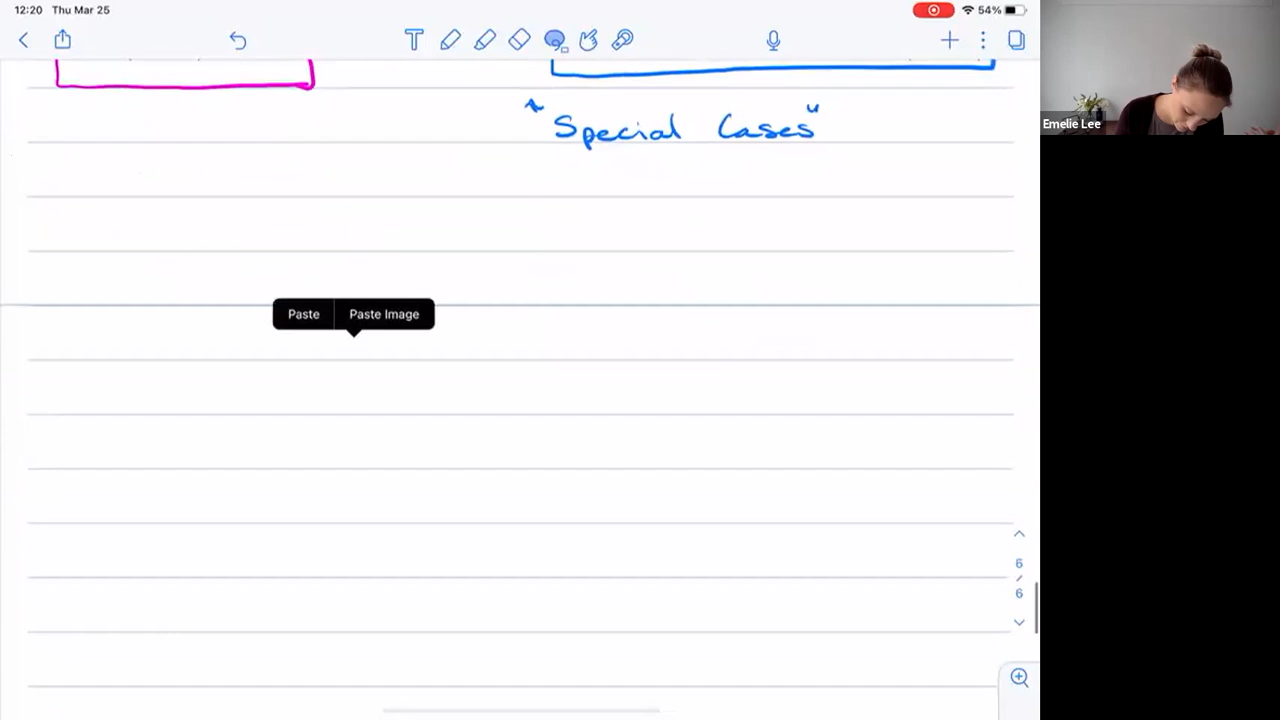 12:20 Thu Mar 25
54%
T
Emelie Lee
"Special Cases"
Paste Paste Image
6
6